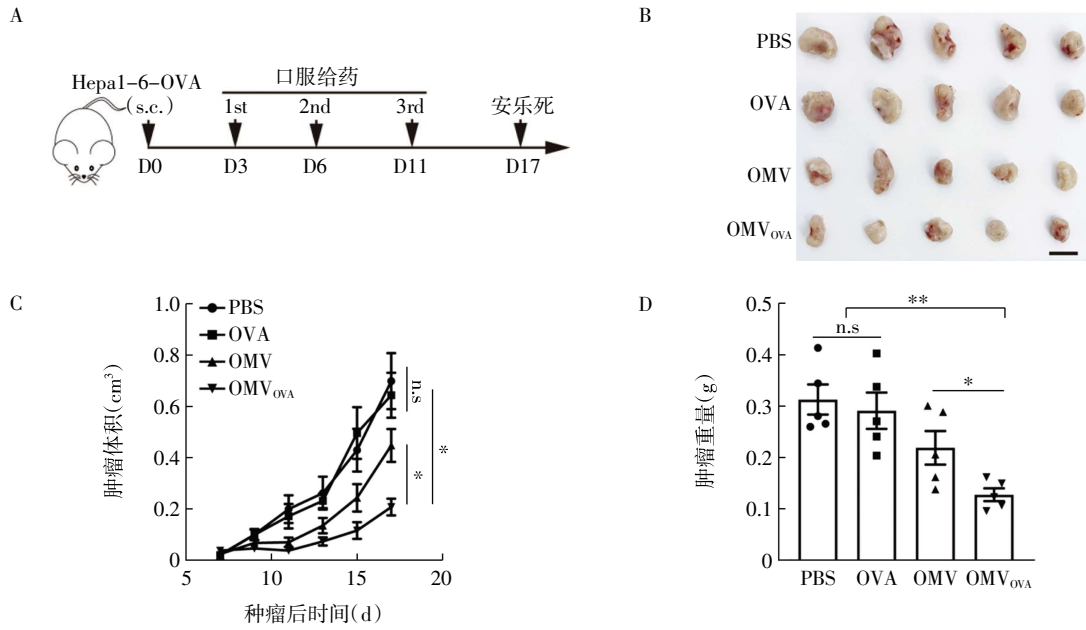 A
Hepa1-6-OVA
(s.c.)
口服给药
1st 2nd 3rd
安乐死
D0 D3 D6 D11 D17
B
PBS
OVA
OMV
OMVOVA
C
PBS
OVA
OMV
OMVOVA
肿瘤体积(cm³)
1.0
0.8
0.6
0.4
0.2
0
5 10 15 20
种瘤后时间(d)
n.s
*
*
D
肿瘤重量(g)
0.5
0.4
0.3
0.2
0.1
0
**
n.s
*
PBS OVA OMV OMVOVA